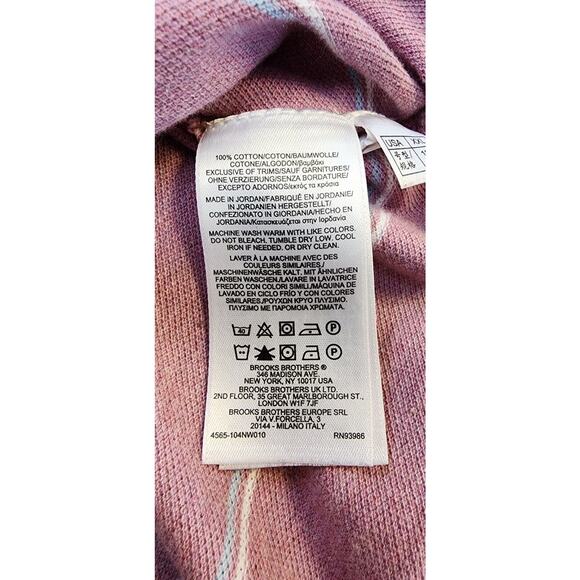 100% COTTON/COTON/BAUMWOLLE/
COTONE/ALGODON/βαμβάκι
EXCLUSIVE OF TRIMS/SAUF GARNITURES/
OHNE VERZIERUNG/SENZA BORDATURE/
EXCEPTO ADORNOS/εκτός τα κράσια
MADE IN JORDAN/FABRIQUÉ EN JORDANIE/
IN JORDANIEN HERGESTELLT/
CONFEZIONATO IN GIORDANIA/HECHO EN
JORDANIA/Κατασκευάζεται στην Ιορδανία
MACHINE WASH WARM WITH LIKE COLORS.
DO NOT BLEACH. TUMBLE DRY LOW. COOL
IRON IF NEEDED. OR DRY CLEAN.
LAVER À LA MACHINE AVEC DES
COULEURS SIMILAIRES/
MASCHINENWÄSCHE KALT. MIT ÄHNLICHEN
FARBEN WASCHEN/LAVARE IN LAVATRICE
FREDDO CON COLORI SIMILI/MÁQUINA DE
LAVADO EN CICLO FRÍO Y CON COLORES
SIMILARES/ΡΟΥΧΩΝ ΚΡΥΟ ΠΛΥΣΙΜΟ.
ΠΛΥΣΙΜΟ ΜΕ ΠΑΡΟΜΟΙΑ ΧΡΩΜΑΤΑ.
40 P
P
BROOKS BROTHERS ®
346 MADISON AVE.
NEW YORK, NY 10017 USA
BROOKS BROTHERS UK LTD.
2ND FLOOR, 35 GREAT MARLBOROUGH ST.,
LONDON W1F 7JF
BROOKS BROTHERS EUROPE SRL
VIA V.FORCELLA, 3
20144 - MILANO ITALY
4565-104NW010 RN93986
USA
号型/
规格